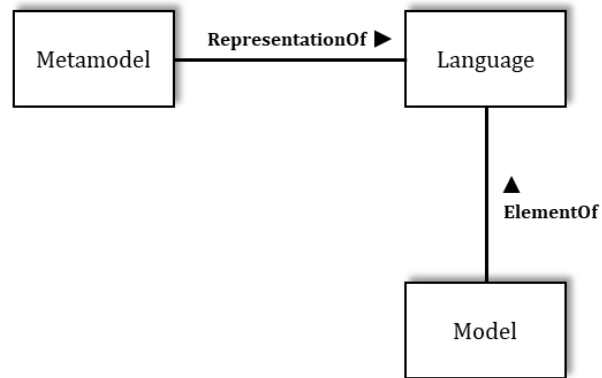 RepresentationOf ►
Metamodel
Language
▲
ElementOf
Model